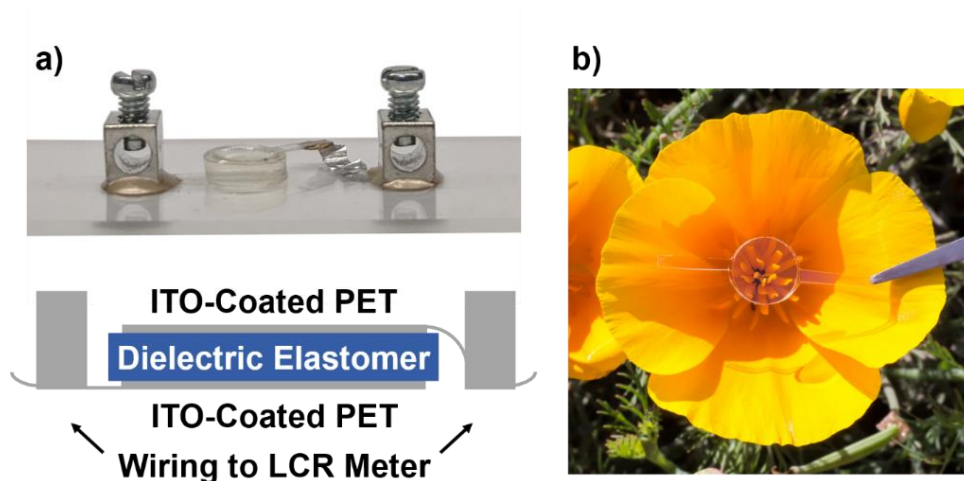 a)
ITO-Coated PET
Dielectric Elastomer
ITO-Coated PET
Wiring to LCR Meter
b)